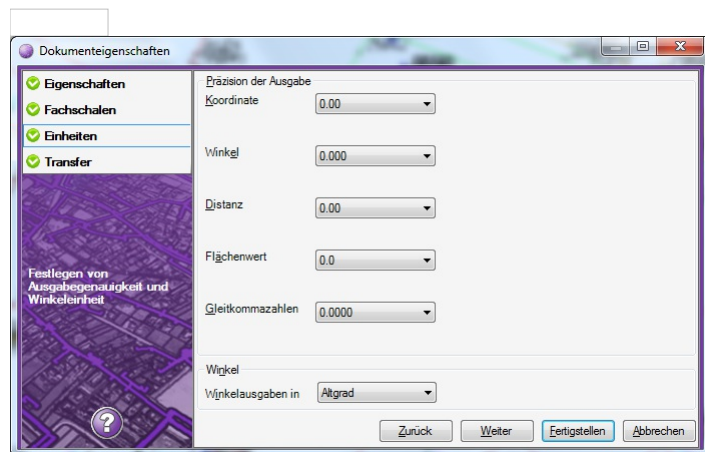 Dokumenteigenschaften
Eigenschaften
Fachschalen
Einheiten
Transfer
Festlegen von
Ausgabegenauigkeit und
Winkeleinheit
?
Präzision der Ausgabe
Koordinate 0.00
Winkel 0.000
Distanz 0.00
Flächenwert 0.0
Gleitkommazahlen 0.0000
Winkel
Winkelausgaben in Altgrad
Zurück Weiter Fertigstellen Abbrechen